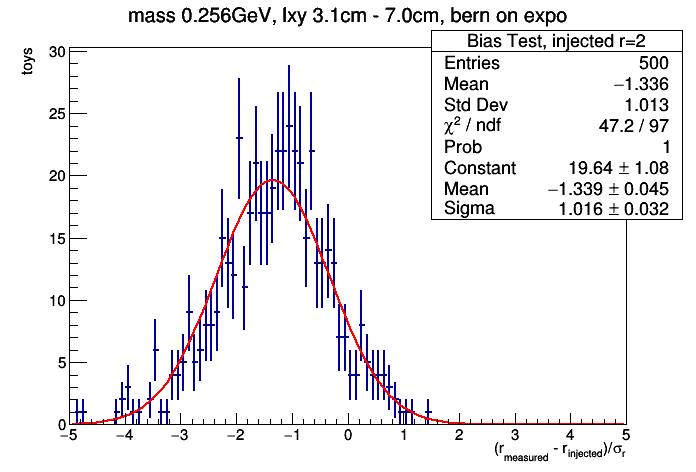 mass 0.256GeV, lxy 3.1cm - 7.0cm, bern on expo
Bias Test, injected r=2
Entries 500
Mean −1.336
Std Dev 1.013
χ² / ndf 47.2 / 97
Prob 1
Constant 19.64 ± 1.08
Mean −1.339 ± 0.045
Sigma 1.016 ± 0.032
toys
30
25
20
15
10
5
0
−5 −4 −3 −2 −1 0 1 2 3 4 5
(r_measured - r_injected)/σ_r